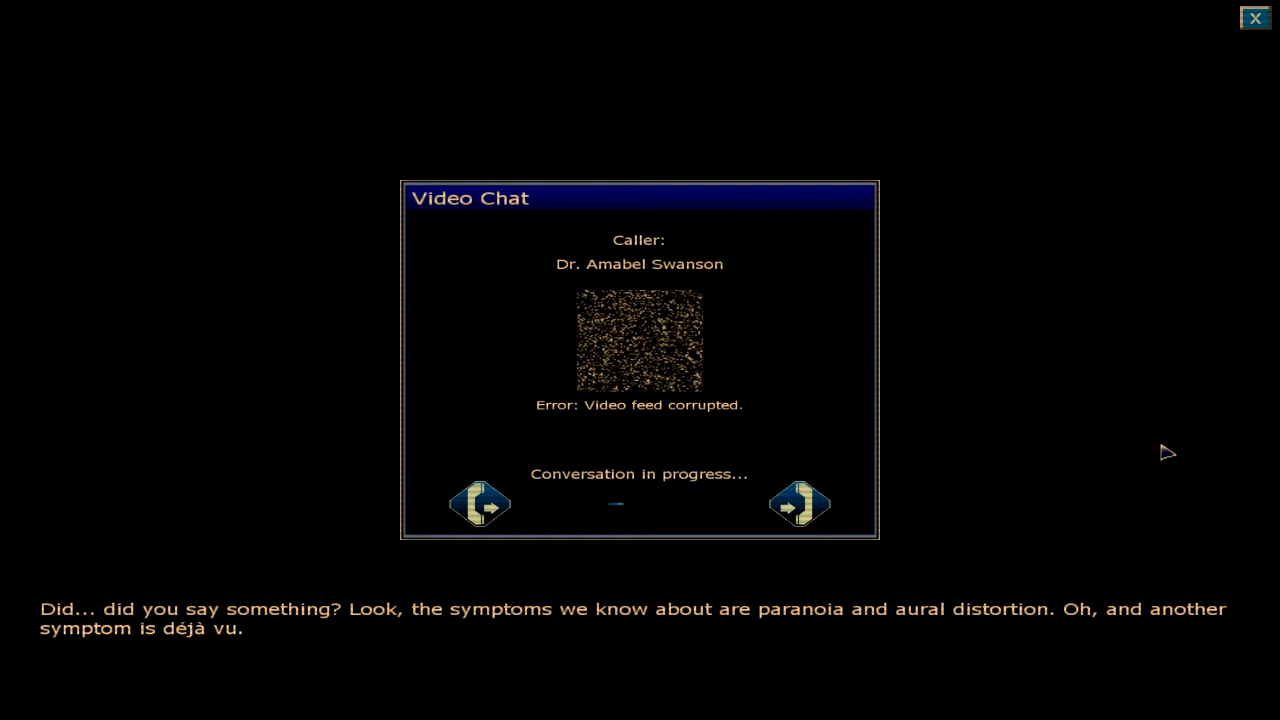 X
Video Chat
Caller:
Dr. Amabel Swanson
Error: Video feed corrupted.
Conversation in progress...
Did... did you say something? Look, the symptoms we know about are paranoia and aural distortion. Oh, and another
symptom is déjà vu.